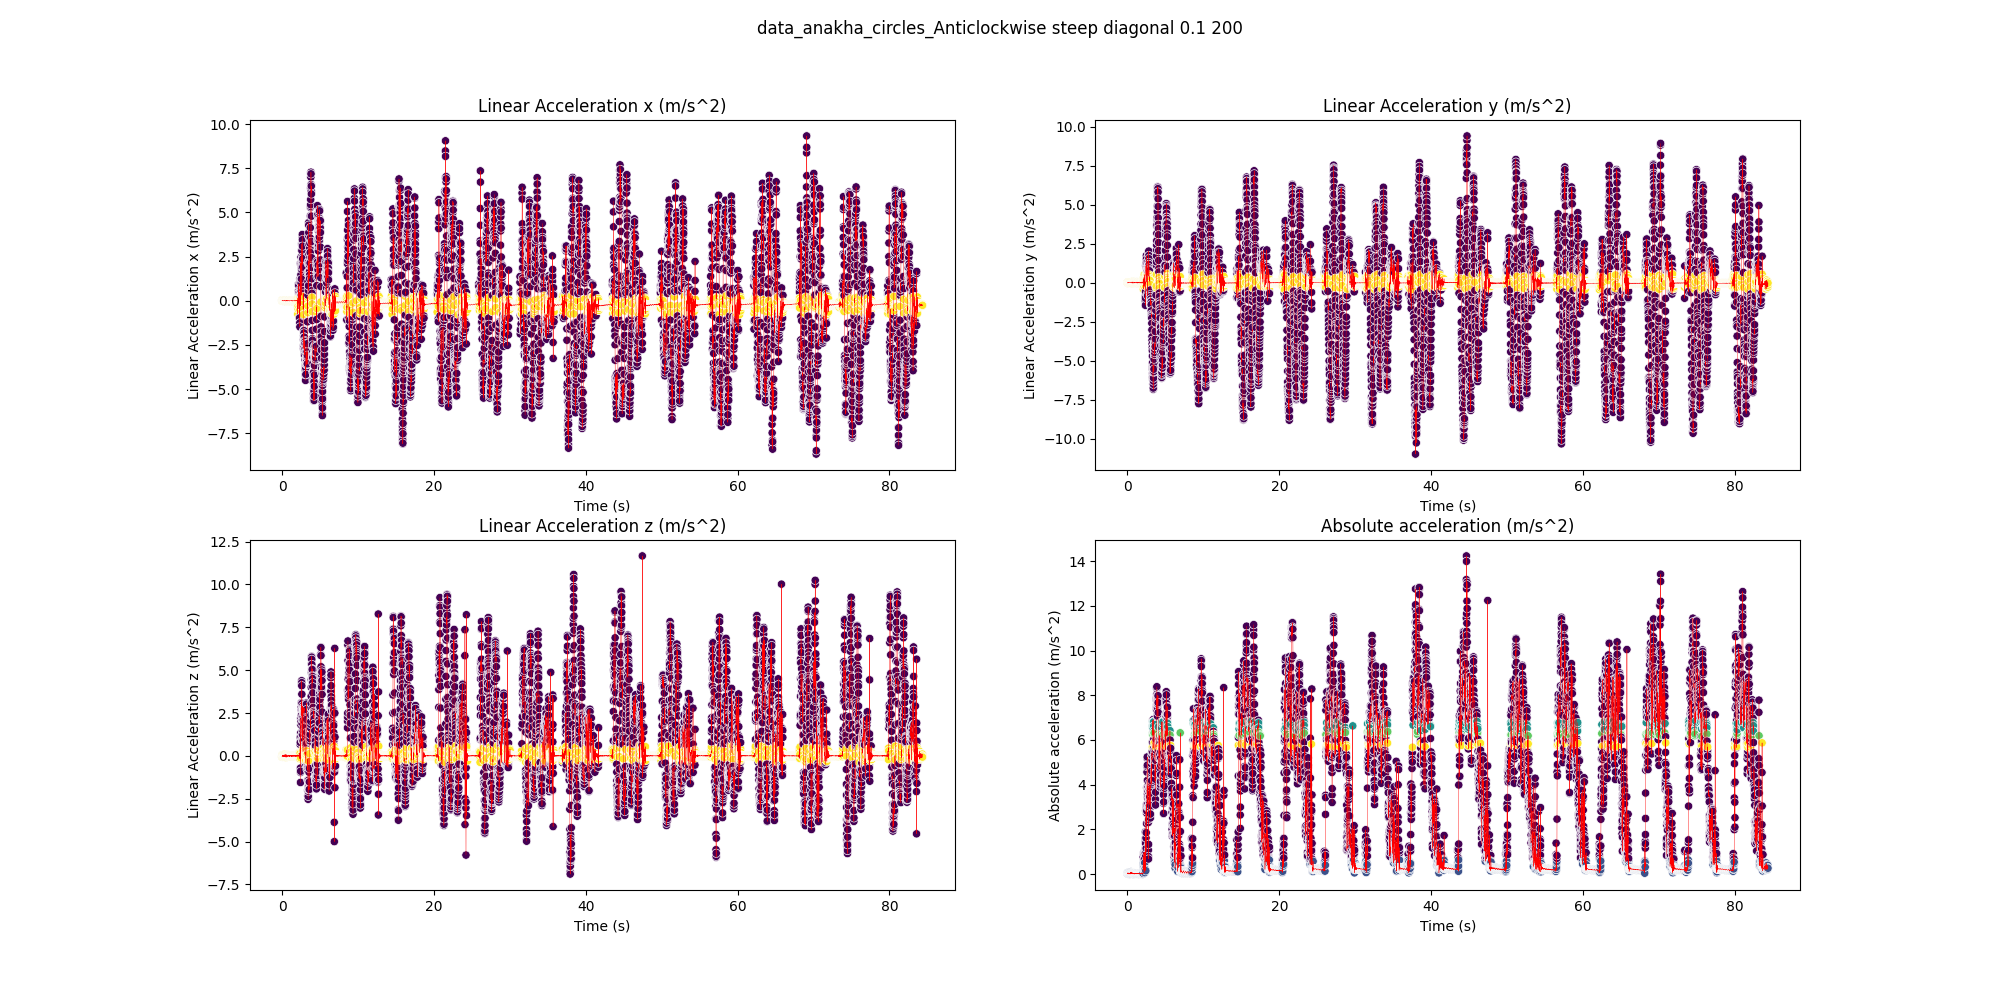 data_anakha_circles_Anticlockwise steep diagonal 0.1 200
Linear Acceleration x (m/s^2)
Linear Acceleration x (m/s^2)
10.0
7.5
5.0
2.5
0.0
−2.5
−5.0
−7.5
0 20 40 60 80
Time (s)
Linear Acceleration y (m/s^2)
Linear Acceleration y (m/s^2)
10.0
7.5
5.0
2.5
0.0
−2.5
−5.0
−7.5
−10.0
0 20 40 60 80
Time (s)
Linear Acceleration z (m/s^2)
Linear Acceleration z (m/s^2)
12.5
10.0
7.5
5.0
2.5
0.0
−2.5
−5.0
−7.5
0 20 40 60 80
Time (s)
Absolute acceleration (m/s^2)
Absolute acceleration (m/s^2)
14
12
10
8
6
4
2
0
0 20 40 60 80
Time (s)